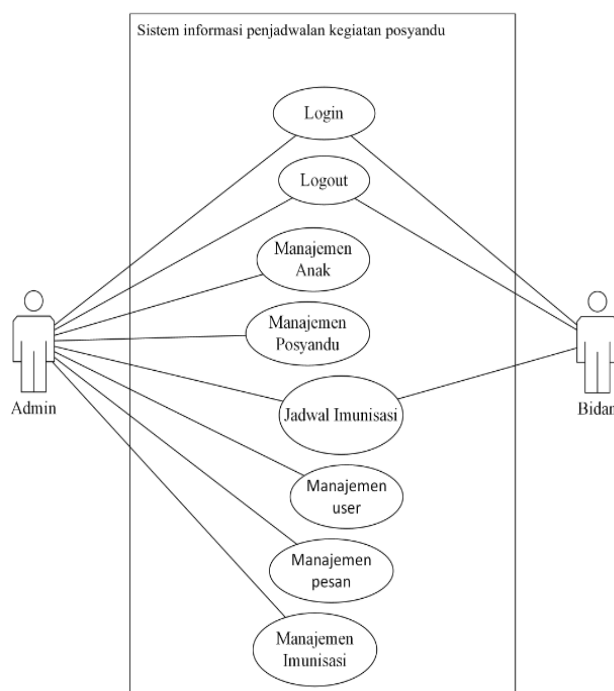 Sistem informasi penjadwalan kegiatan posyandu
Login
Logout
Manajemen
Anak
Manajemen
Posyandu
Admin
Jadwal Imunisasi
Bidan
Manajemen
user
Manajemen
pesan
Manajemen
Imunisasi